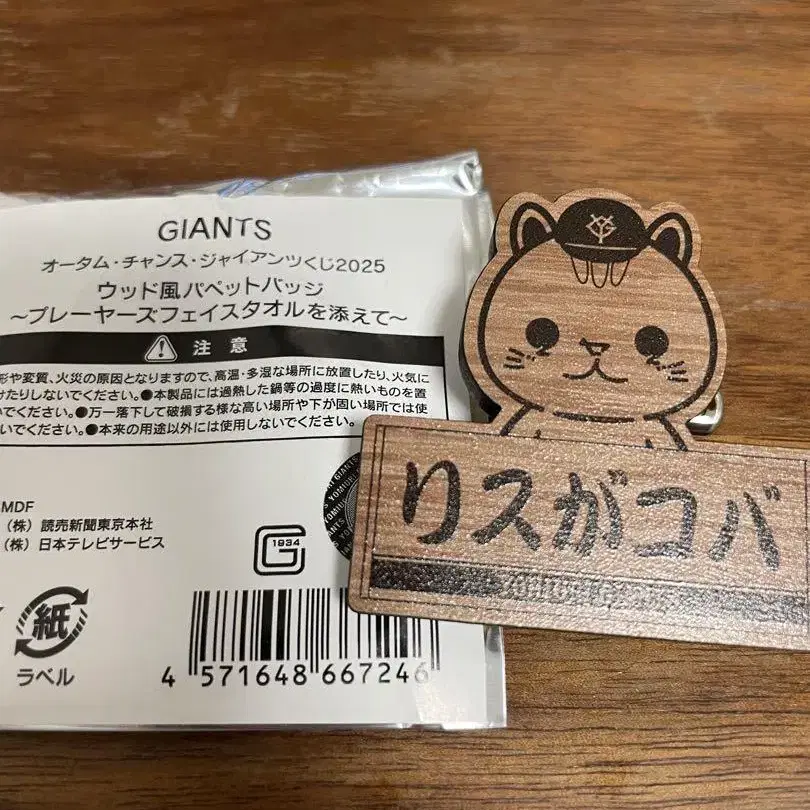 GIANTS
オータム・チャンス・ジャイアンツくじ2025
ウッド風パペットバッジ
～プレーヤーズフェイスタオルを添えて～
注意
形や変質、火災の原因となりますので、高温・多湿な場所に放置したり、火気に
けたりしないでください。●本製品には過熱した鍋等の過度に熱いものを置
いでください。●万一落下して破損する様な高い場所や下が固い場所では使
いでください。●本来の用途以外には使用しないでください。
MDF
（株）読売新聞東京本社
（株）日本テレビサービス
1934
紙
ラベル
4 571648 667246
りスがコバ